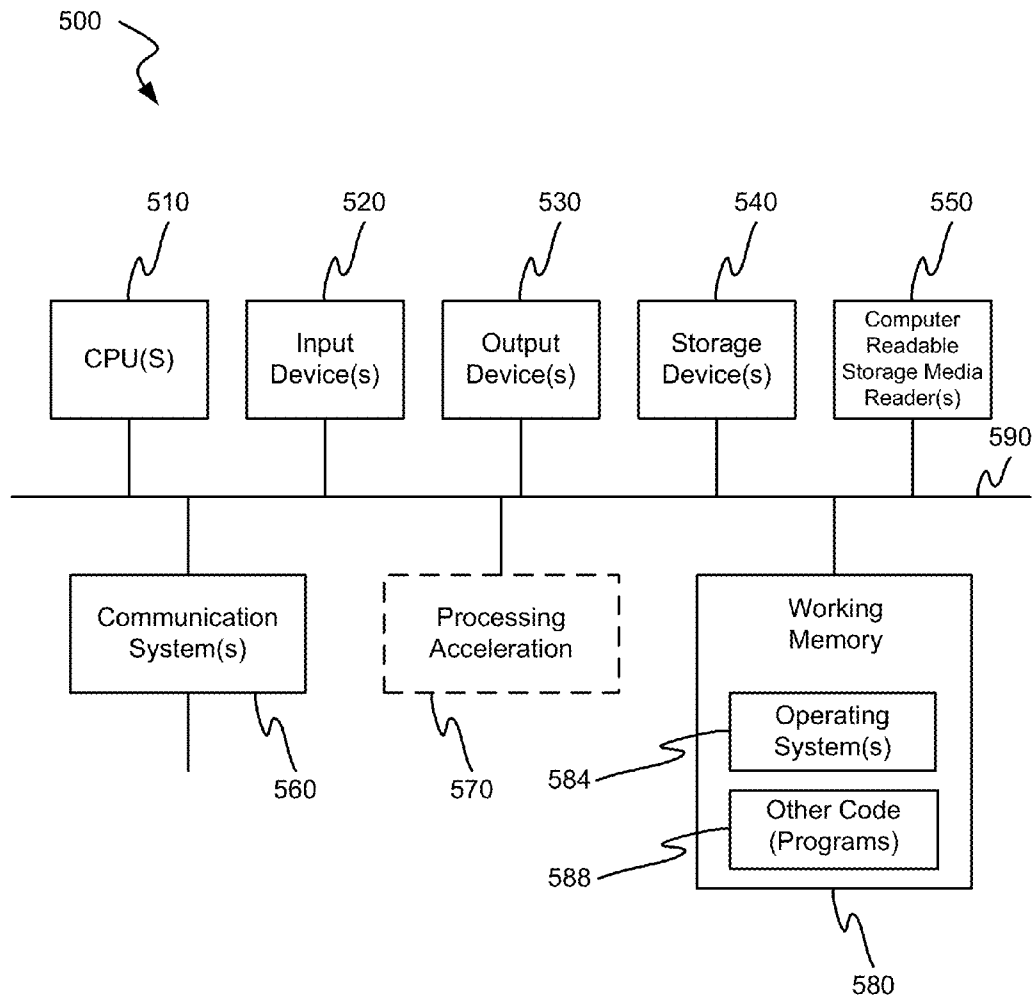 500
510
520
530
540
550
CPU(S)
Input
Device(s)
Output
Device(s)
Storage
Device(s)
Computer
Readable
Storage Media
Reader(s)
590
Communication
System(s)
Processing
Acceleration
Working
Memory
Operating
System(s)
584
560
570
Other Code
(Programs)
588
580